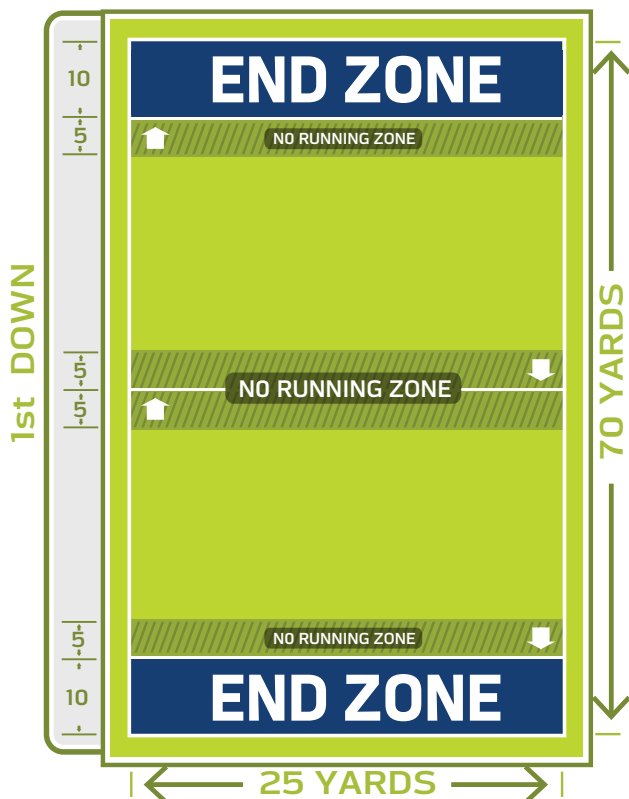 END ZONE
10
5
NO RUNNING ZONE
1st DOWN
70 YARDS
5
NO RUNNING ZONE
5
5
NO RUNNING ZONE
10
END ZONE
25 YARDS